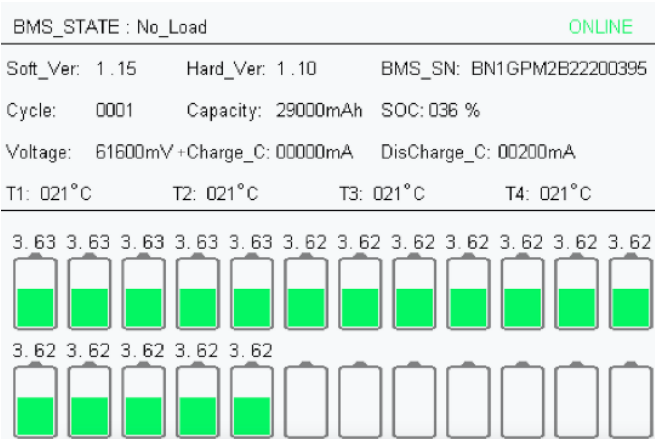 BMS_STATE : No_Load ONLINE
Soft_Ver: 1.15 Hard_Ver: 1.10 BMS_SN: BN1GPM2B22200395
Cycle: 0001 Capacity: 29000mAh SOC: 036 %
Voltage: 61600mV +Charge_C: 00000mA DisCharge_C: 00200mA
T1: 021°C T2: 021°C T3: 021°C T4: 021°C
3.63 3.63 3.63 3.63 3.63 3.62 3.62 3.62 3.62 3.62 3.62 3.62
3.62 3.62 3.62 3.62 3.62